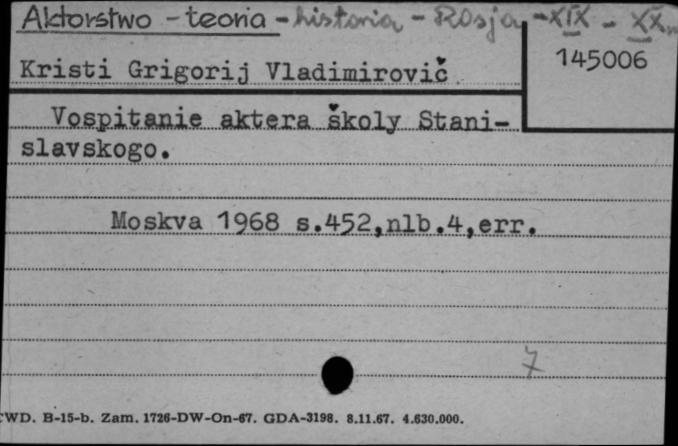 Aktorstwo - teoria - historia - Rosja - XIX - XX
145006
Kristi Grigorij Vladimirovič
Vospitanie aktera školy Stani-
slavskogo.
Moskva 1968 s.452,nlb.4,err.
7
CWD. B-15-b. Zam. 1726-DW-On-67. GDA-3198. 8.11.67. 4.630.000.